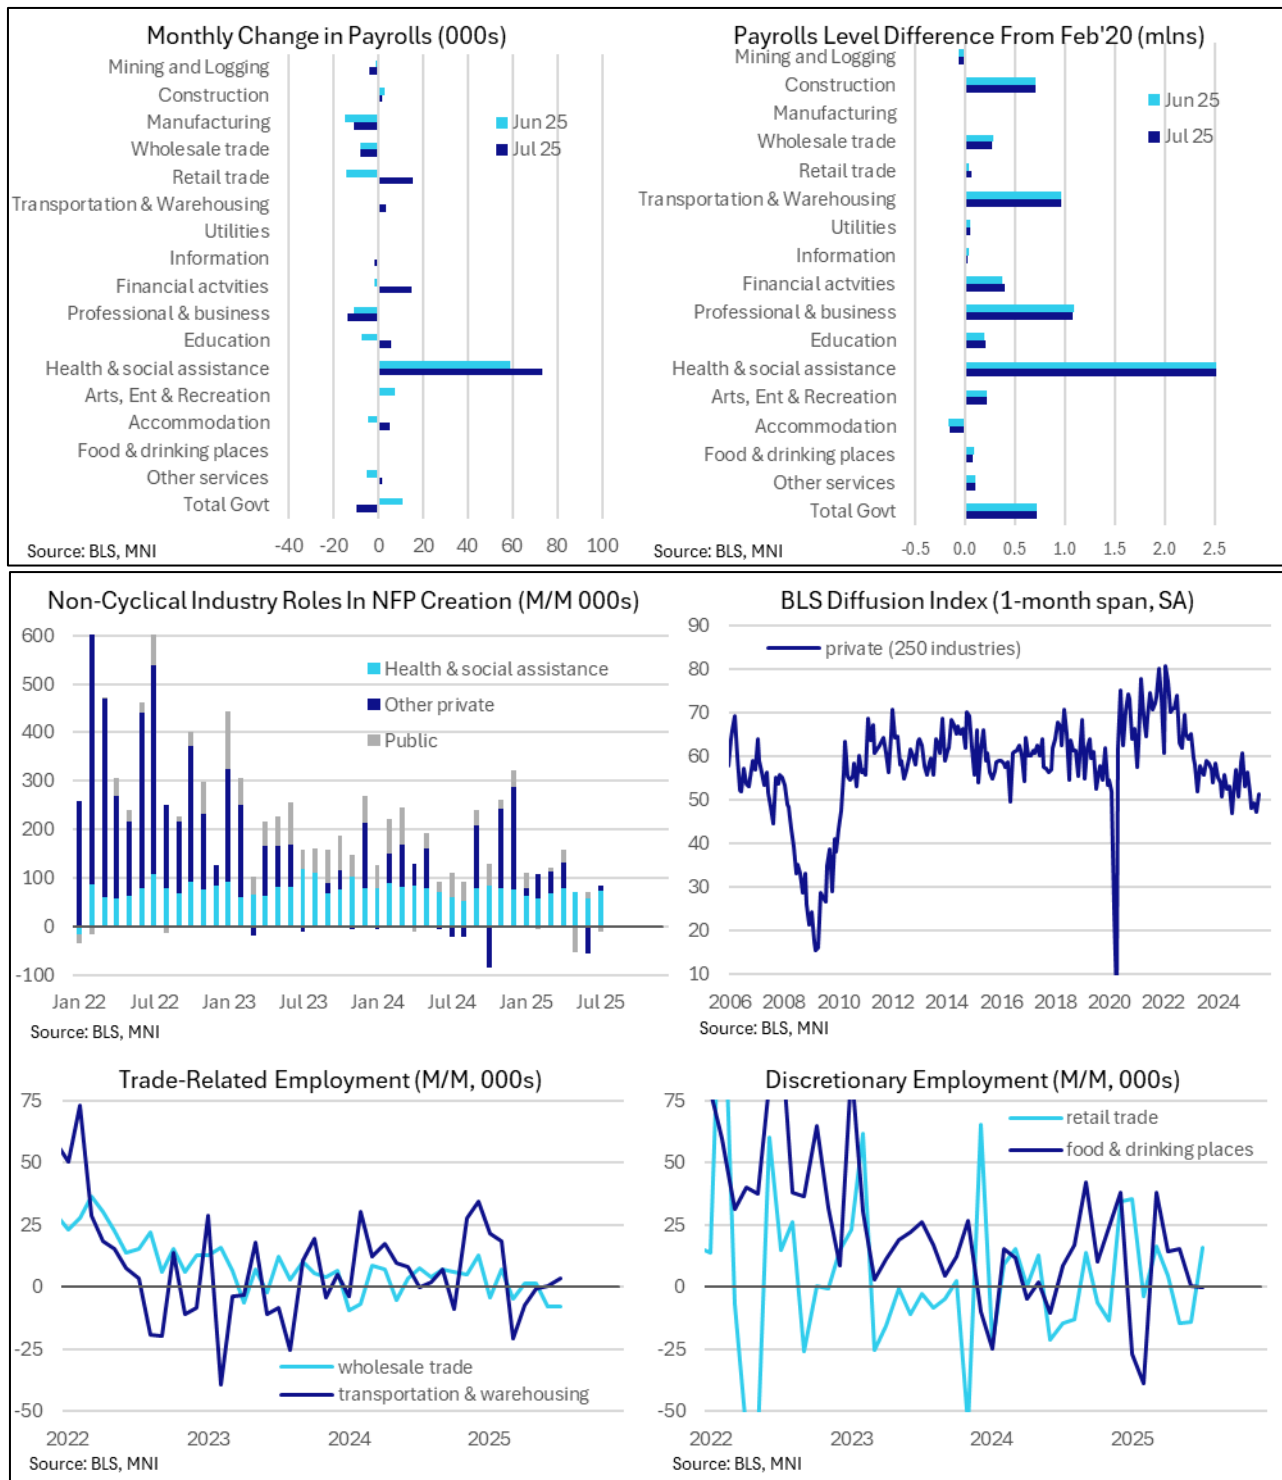 Monthly Change in Payrolls (000s)
Mining and Logging
Construction
Manufacturing
Wholesale trade
Retail trade
Transportation & Warehousing
Utilities
Information
Financial actvities
Professional & business
Education
Health & social assistance
Arts, Ent & Recreation
Accommodation
Food & drinking places
Other services
Total Govt
Jun 25
Jul 25
-40 -20 0 20 40 60 80 100
Source: BLS, MNI
Payrolls Level Difference From Feb'20 (mlns)
Mining and Logging
Construction
Manufacturing
Wholesale trade
Retail trade
Transportation & Warehousing
Utilities
Information
Financial actvities
Professional & business
Education
Health & social assistance
Arts, Ent & Recreation
Accommodation
Food & drinking places
Other services
Total Govt
Jun 25
Jul 25
-0.5 0.0 0.5 1.0 1.5 2.0 2.5
Source: BLS, MNI
Non-Cyclical Industry Roles In NFP Creation (M/M 000s)
600
500
400
300
200
100
0
-100
Health & social assistance
Other private
Public
Jan 22 Jul 22 Jan 23 Jul 23 Jan 24 Jul 24 Jan 25 Jul 25
Source: BLS, MNI
BLS Diffusion Index (1-month span, SA)
90
80
70
60
50
40
30
20
10
private (250 industries)
2006 2008 2010 2012 2014 2016 2018 2020 2022 2024
Source: BLS, MNI
Trade-Related Employment (M/M, 000s)
75
50
25
0
-25
-50
wholesale trade
transportation & warehousing
2022 2023 2024 2025
Source: BLS, MNI
Discretionary Employment (M/M, 000s)
75
50
25
0
-25
-50
retail trade
food & drinking places
2022 2023 2024 2025
Source: BLS, MNI